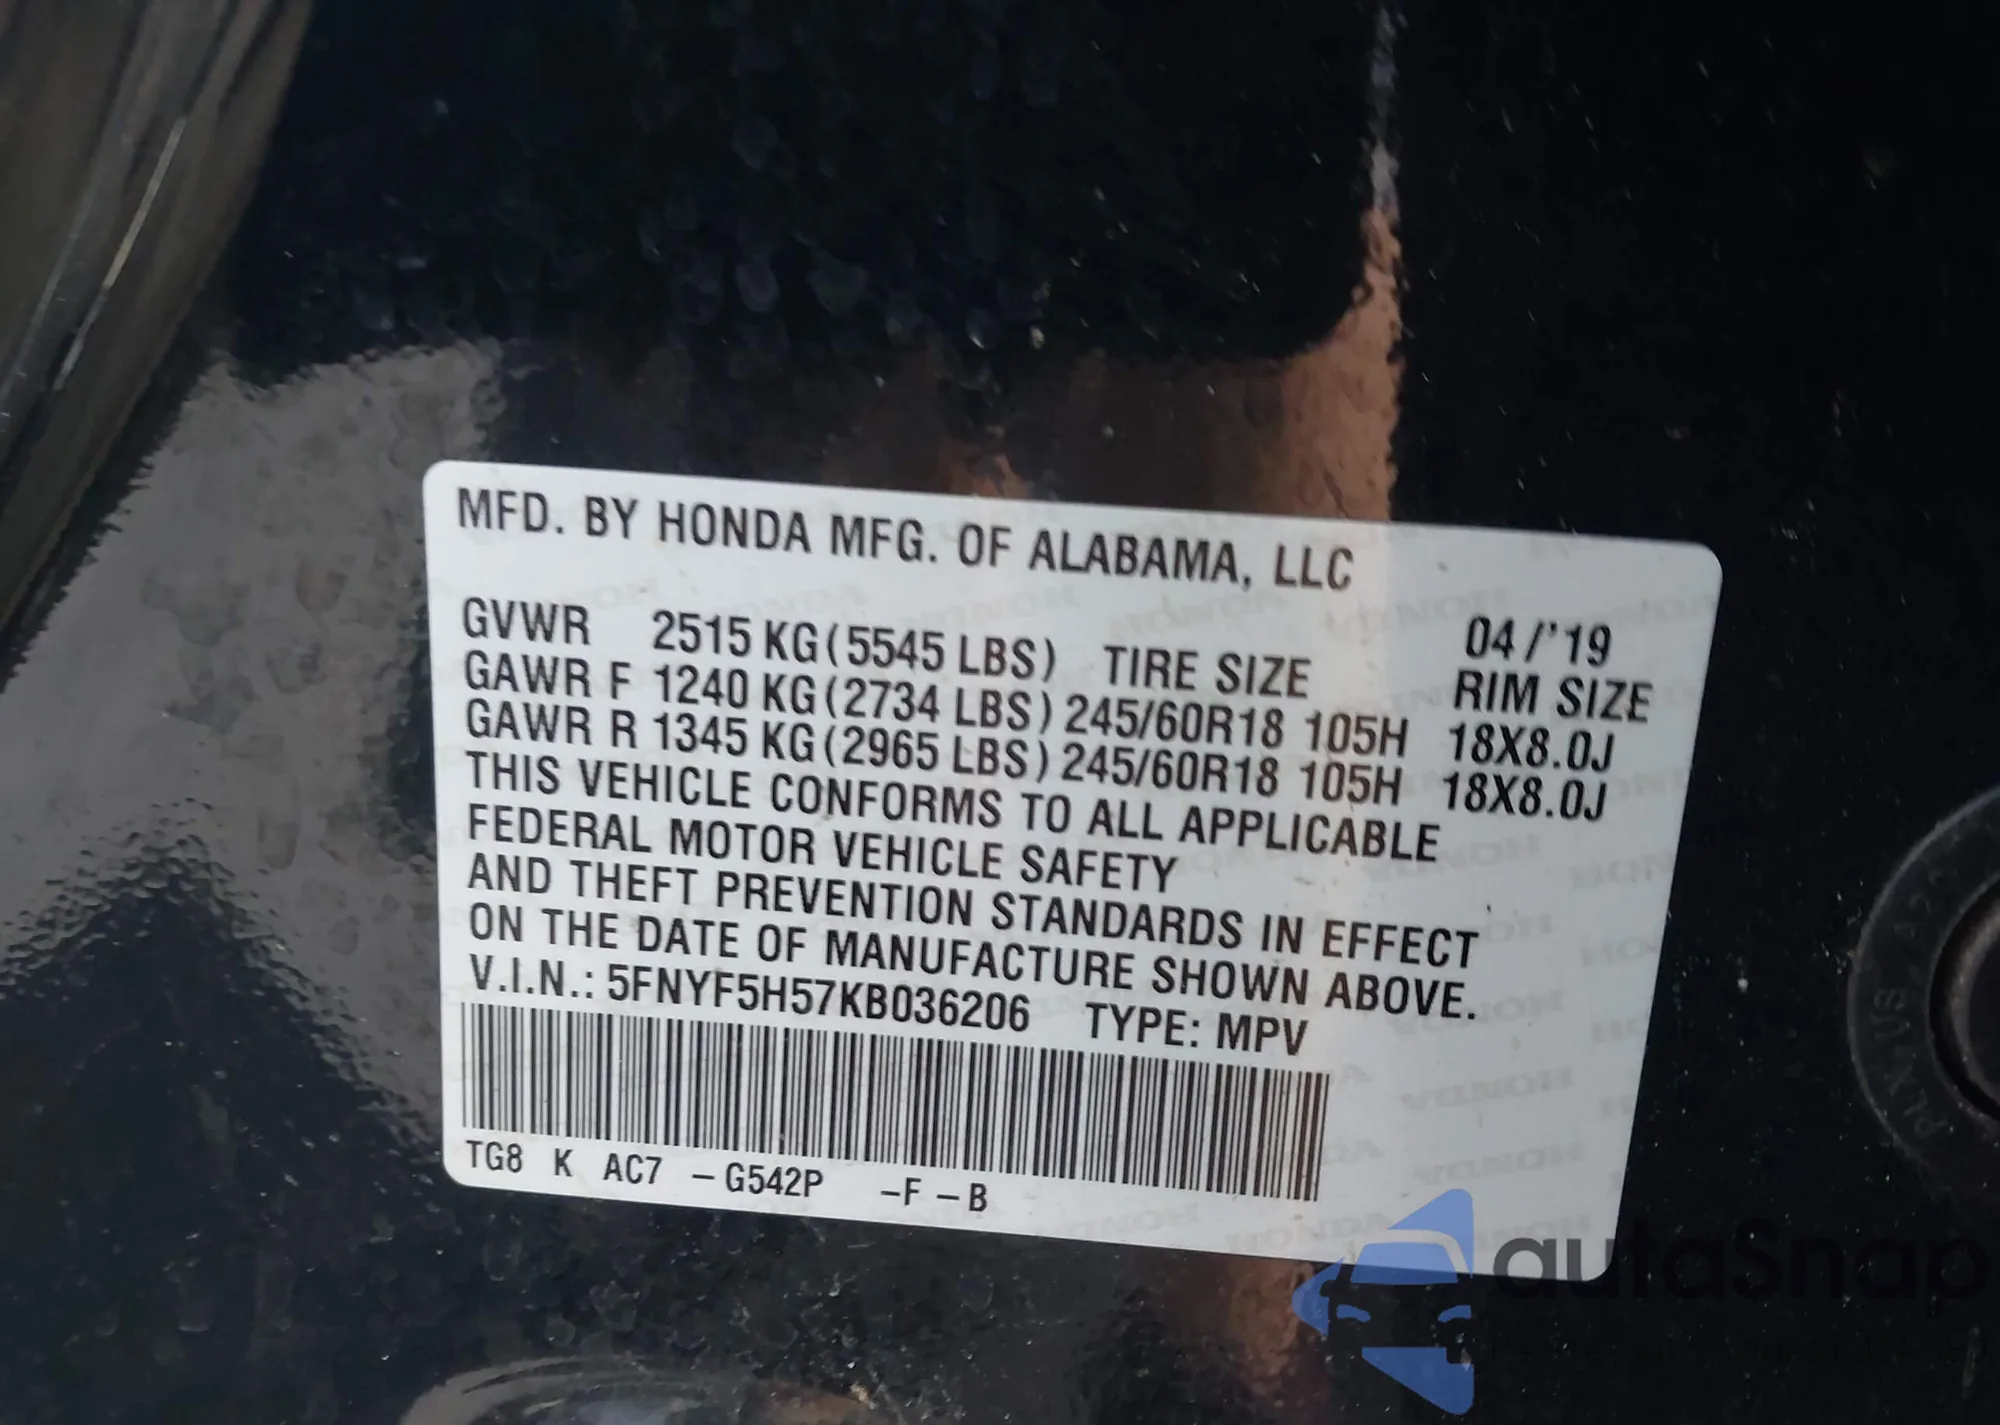 MFD. BY HONDA MFG. OF ALABAMA, LLC
04/'19
GVWR 2515 KG (5545 LBS) TIRE SIZE RIM SIZE
GAWR F 1240 KG (2734 LBS) 245/60R18 105H 18X8.0J
GAWR R 1345 KG (2965 LBS) 245/60R18 105H 18X8.0J
THIS VEHICLE CONFORMS TO ALL APPLICABLE
FEDERAL MOTOR VEHICLE SAFETY
AND THEFT PREVENTION STANDARDS IN EFFECT
ON THE DATE OF MANUFACTURE SHOWN ABOVE.
V.I.N.: 5FNYF5H57KB036206 TYPE: MPV
TG8 K AC7 -G542P -F -B
autaSnap